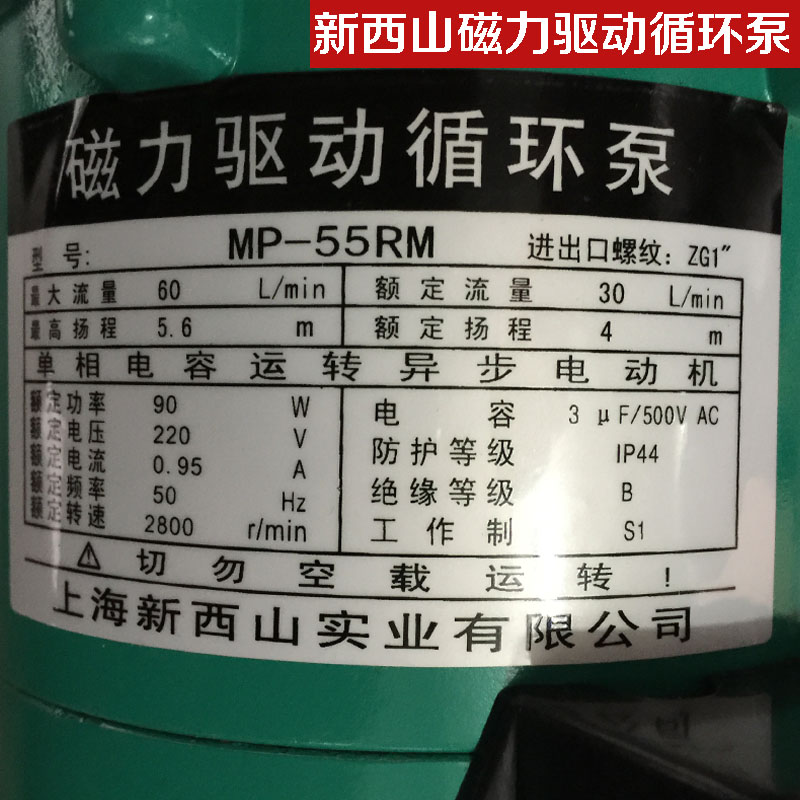 新西山磁力驱动循环泵
磁力驱动循环泵
型号: MP-55RM 进出口螺纹: ZG1"
最大流量 60 L/min 额定流量 30 L/min
最高扬程 5.6 m 额定扬程 4 m
单相电容运转异步电动机
额定功率 90 W 电容 3 μF/500V AC
额定电压 220 V 防护等级 IP44
额定电流 0.95 A 绝缘等级 B
额定频率 50 Hz 工作制 S1
额定转速 2800 r/min
⚠切勿空载运转!
上海新西山实业有限公司